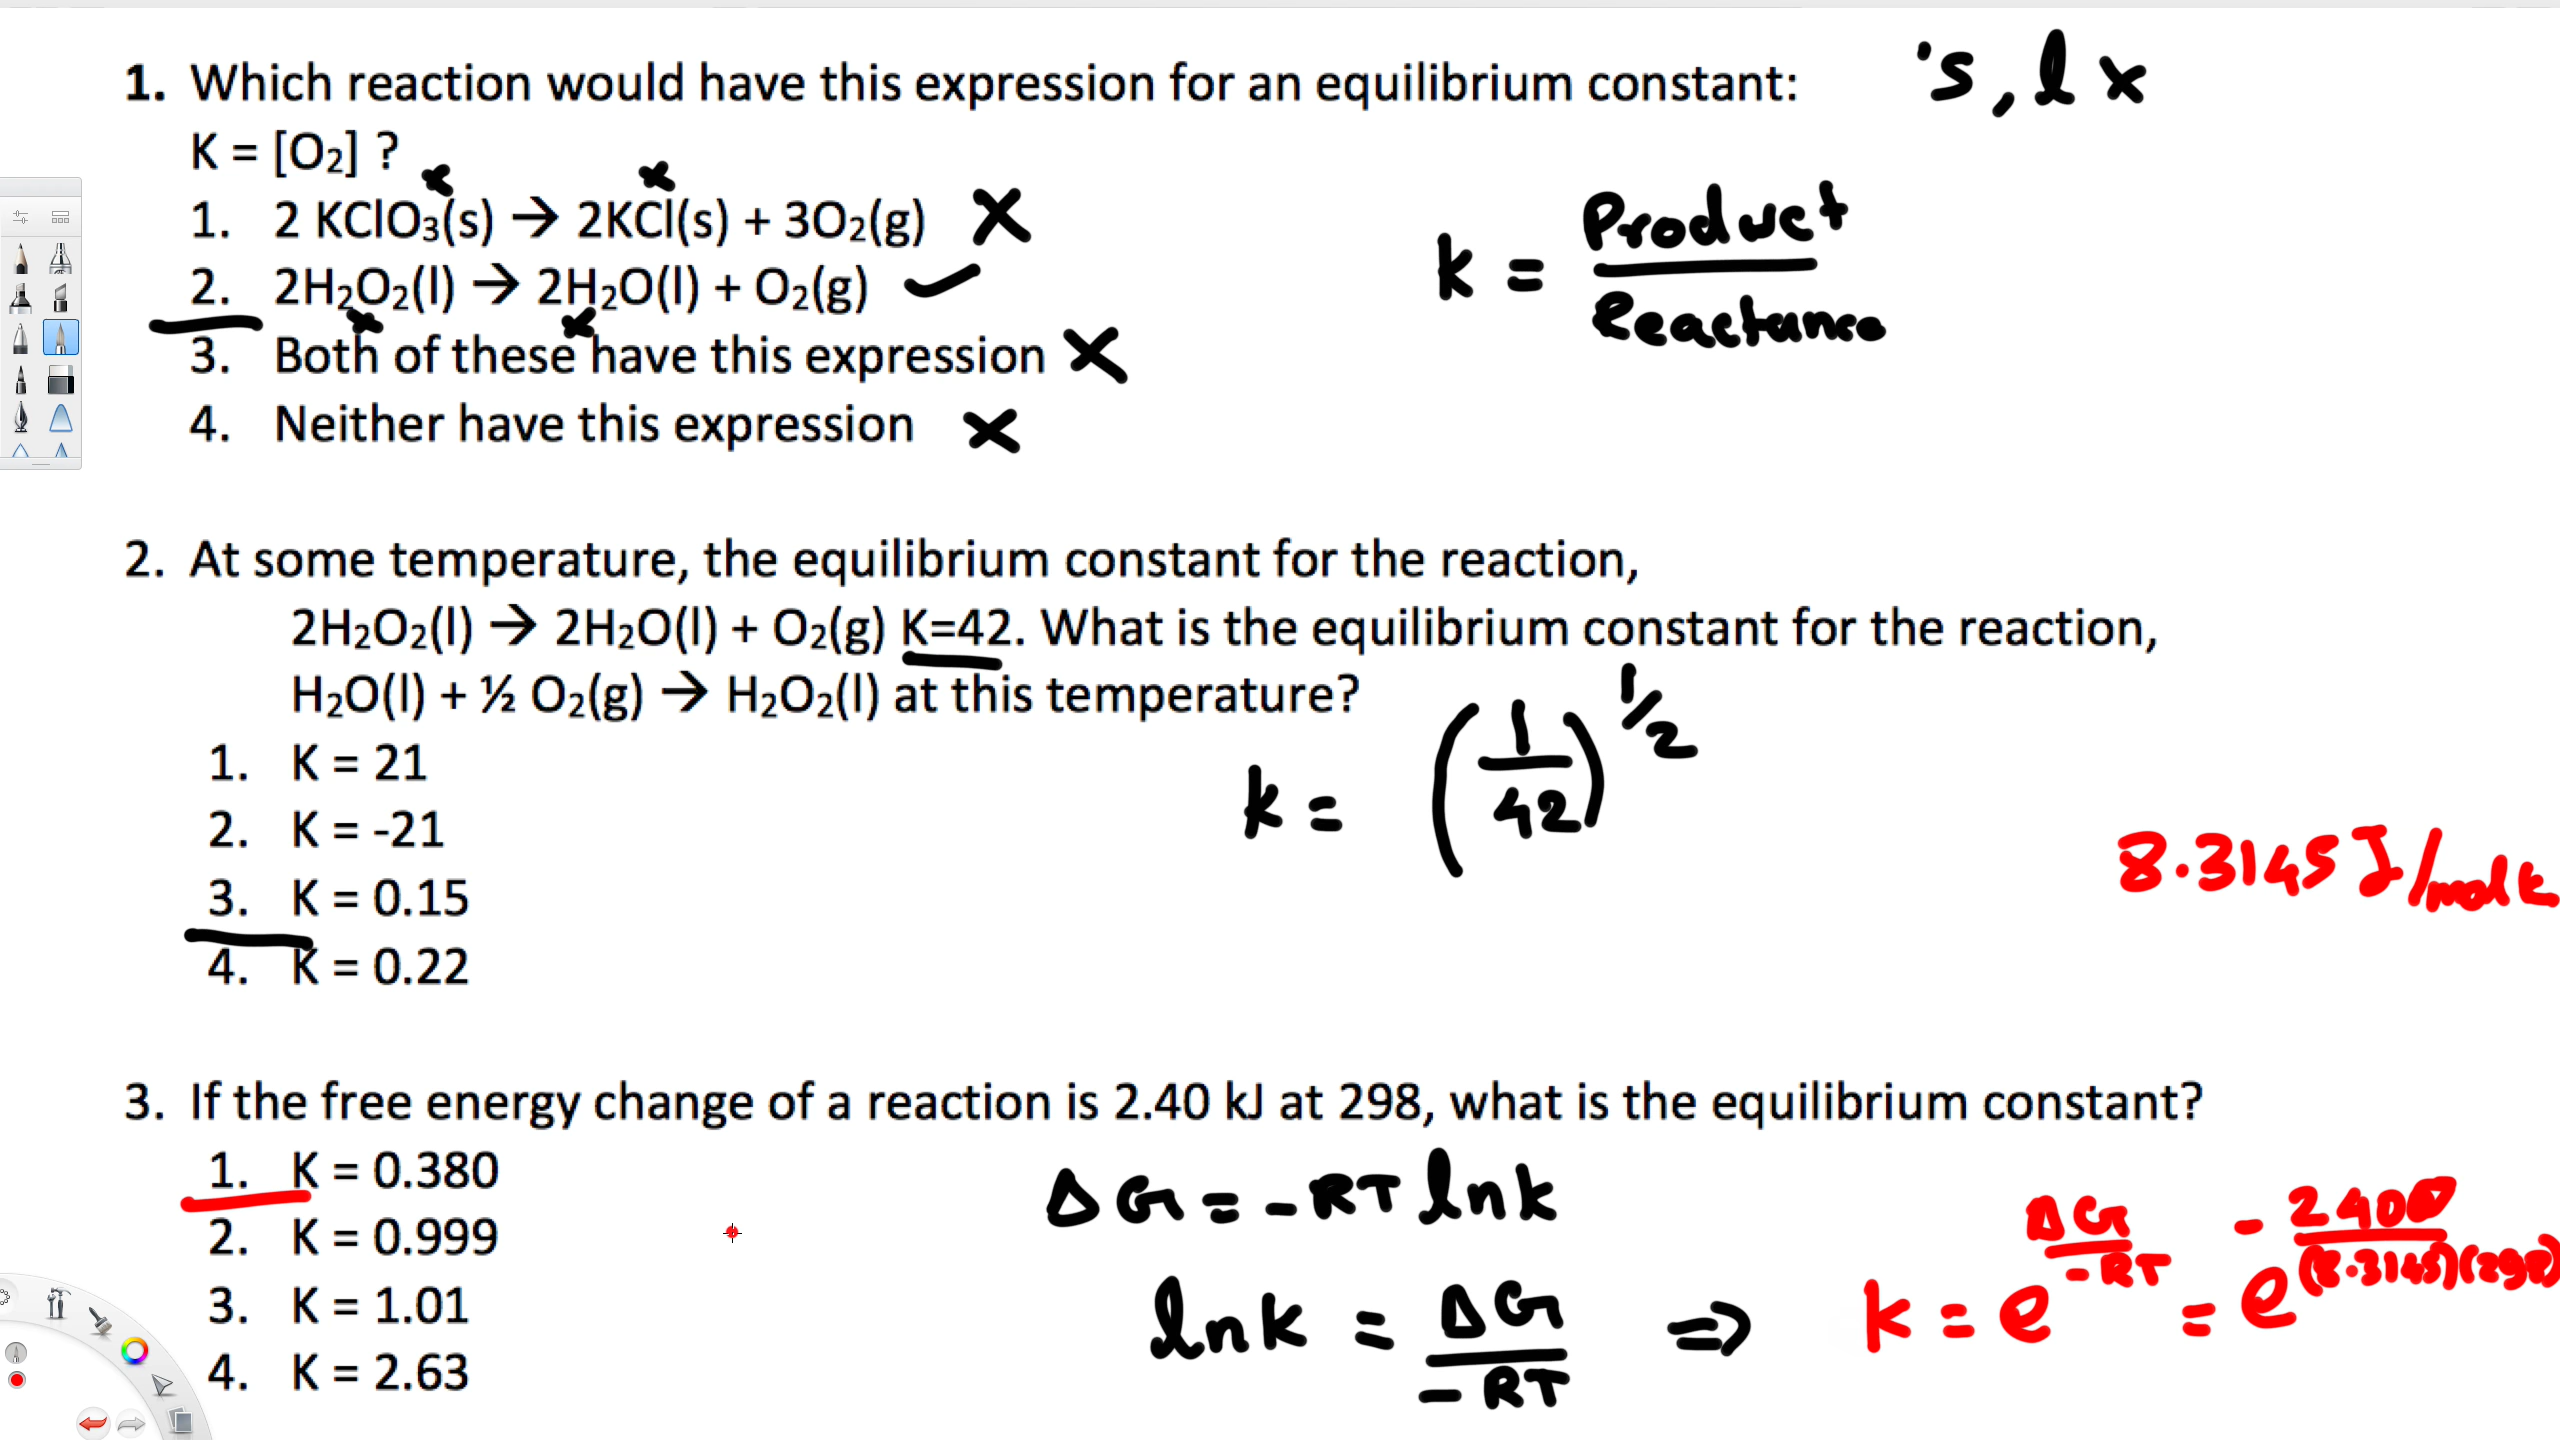 1. Which reaction would have this expression for an equilibrium constant:
's, l x
K = [O2] ?
1. 2 KClO3(s) → 2KCl(s) + 3O2(g) X
2. 2H2O2(l) → 2H2O(l) + O2(g) ✓
3. Both of these have this expression X
4. Neither have this expression X
k = Product / Reactance
2. At some temperature, the equilibrium constant for the reaction,
2H2O2(l) → 2H2O(l) + O2(g) K=42. What is the equilibrium constant for the reaction,
H2O(l) + ½ O2(g) → H2O2(l) at this temperature?
1. K = 21
2. K = -21
3. K = 0.15
4. K = 0.22
k = (1/42)^1/2
8.3145 J/mol k
3. If the free energy change of a reaction is 2.40 kJ at 298, what is the equilibrium constant?
1. K = 0.380
2. K = 0.999
3. K = 1.01
4. K = 2.63
ΔG = -RT ln k
ln k = ΔG / -RT ⇒
k = e^(ΔG / -RT) = e^(- 2400 / (8.3145)(298))